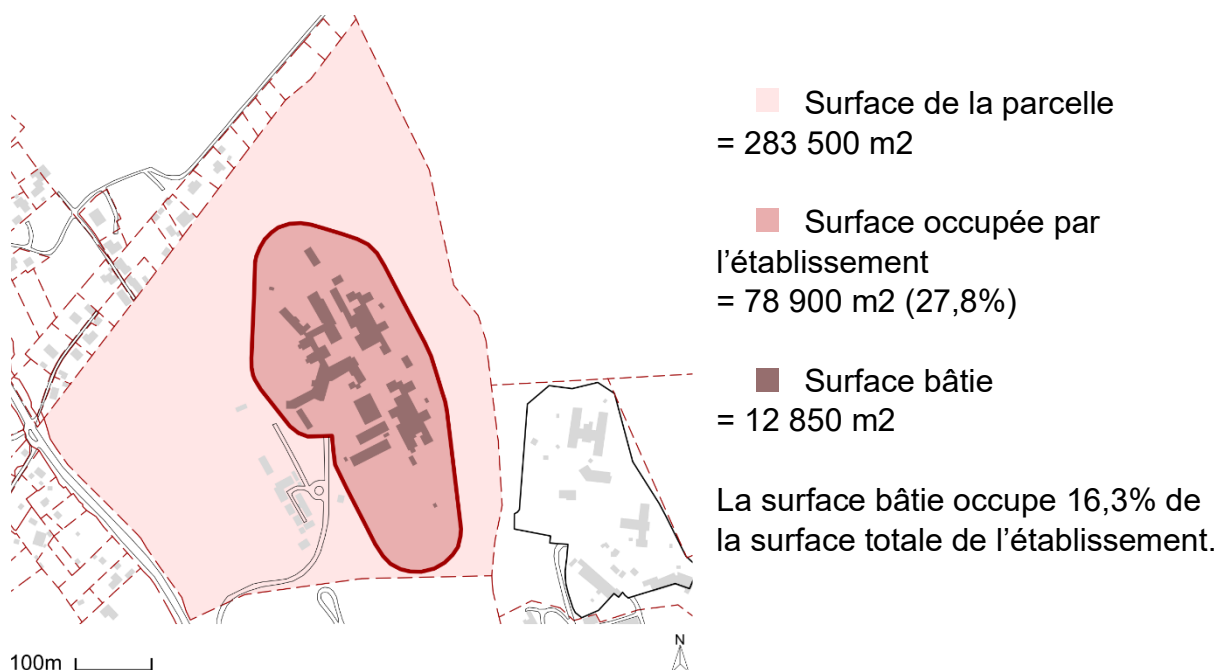 Surface de la parcelle
= 283 500 m2
Surface occupée par
l’établissement
= 78 900 m2 (27,8%)
Surface bâtie
= 12 850 m2
La surface bâtie occupe 16,3% de
la surface totale de l’établissement.
100m
N